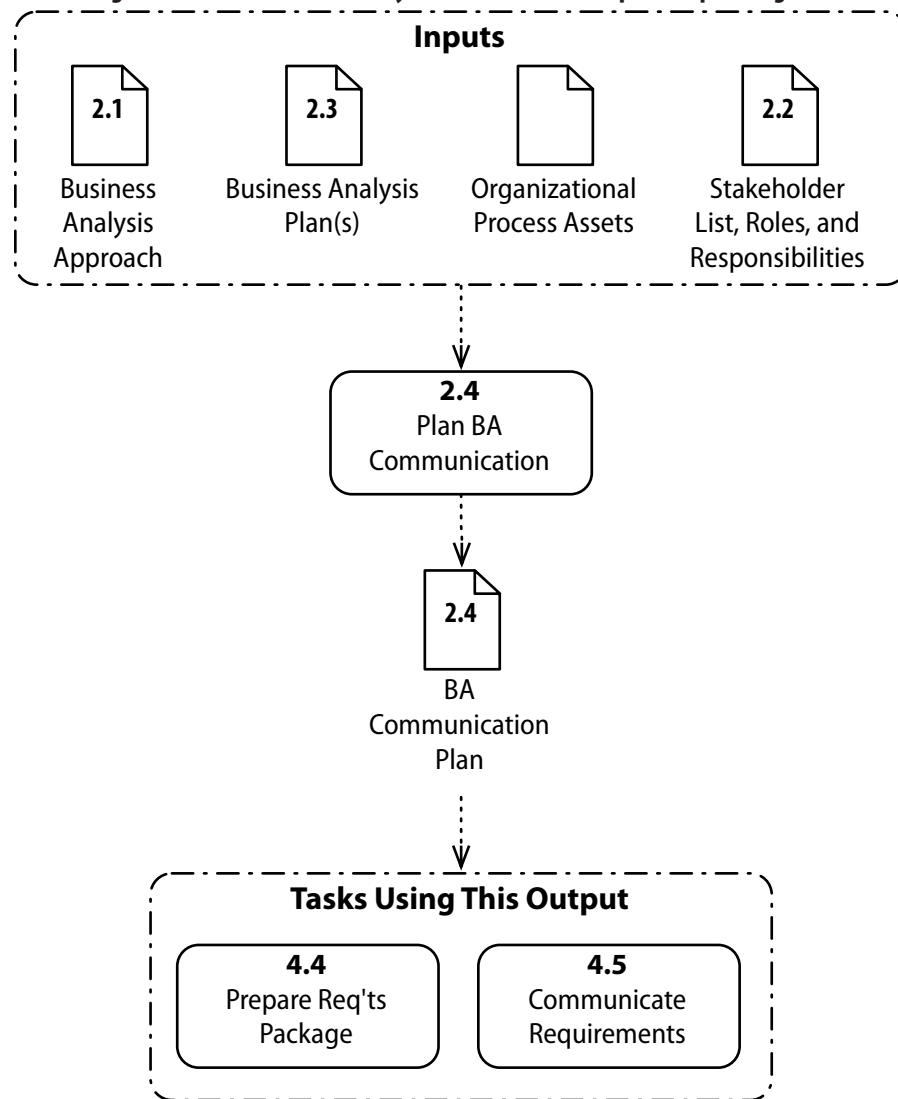 Inputs
2.1
Business
Analysis
Approach
2.3
Business Analysis
Plan(s)
Organizational
Process Assets
2.2
Stakeholder
List, Roles, and
Responsibilities
2.4
Plan BA
Communication
2.4
BA
Communication
Plan
Tasks Using This Output
4.4
Prepare Req'ts
Package
4.5
Communicate
Requirements